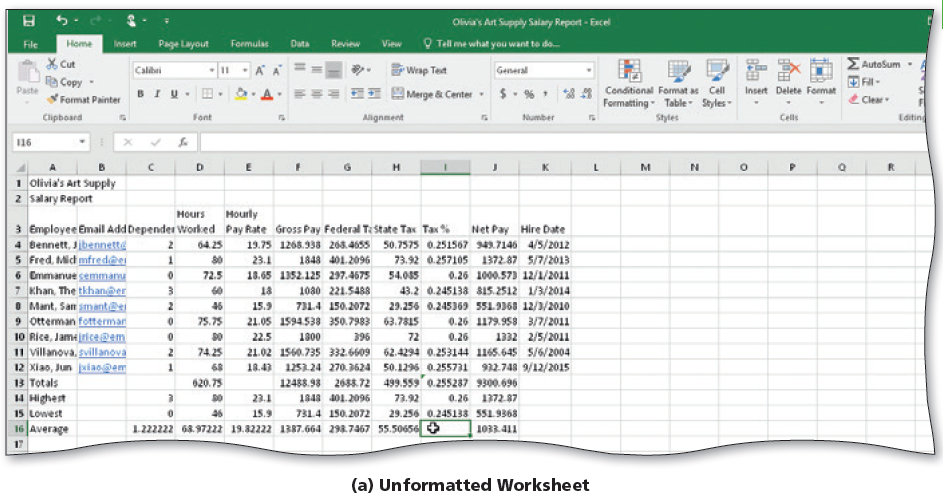 Olivia's Art Supply Salary Report - Excel
File Home Insert Page Layout Formulas Data Review View Tell me what you want to do...
Cut
Copy
Format Painter
Paste
Clipboard
Calibri 11
B I U
Font
Wrap Text
Merge & Center
Alignment
General
$ % ,
Number
Conditional Formatting
Format as Table
Cell Styles
Styles
Insert Delete Format
Cells
AutoSum
Fill
Clear
Editing
I16 fx
A B C D E F G H I J K L M N O P Q R
1 Olivia's Art Supply
2 Salary Report
Hours Hourly
3 Employee Email Add Depender Worked Pay Rate Gross Pay Federal Ta State Tax Tax % Net Pay Hire Date
4 Bennett, J jbennett@ 2 64.25 19.75 1268.938 268.4655 50.7575 0.251567 949.7146 4/5/2012
5 Fred, Mid mfred@er 1 80 23.1 1848 401.2096 73.92 0.257105 1372.87 5/7/2013
6 Emmanue cemmanu 0 72.5 18.65 1352.125 297.4675 54.085 0.26 1000.573 12/1/2011
7 Khan, The tkhan@er 3 60 18 1080 221.5488 43.2 0.245138 815.2512 1/3/2014
8 Mant, Sam smant@er 2 46 15.9 731.4 150.2072 29.256 0.245369 551.9368 12/3/2010
9 Otterman fotterman 0 75.75 21.05 1594.538 350.7983 63.7815 0.26 1179.958 3/7/2011
10 Rice, Jame jrice@em 0 80 22.5 1800 396 72 0.26 1332 2/5/2011
11 Villanova, svillanova 2 74.25 21.02 1560.735 332.6609 62.4294 0.253144 1165.645 5/6/2004
12 Xiao, Jun jxiao@em 1 68 18.43 1253.24 270.3624 50.1296 0.255731 932.748 9/12/2015
13 Totals 620.75 12488.98 2688.72 499.559 0.255287 9300.696
14 Highest 3 80 23.1 1848 401.2096 73.92 0.26 1372.87
15 Lowest 0 46 15.9 731.4 150.2072 29.256 0.245138 551.9368
16 Average 1.222222 68.97222 19.82222 1387.664 298.7467 55.50656 1033.411
17
(a) Unformatted Worksheet